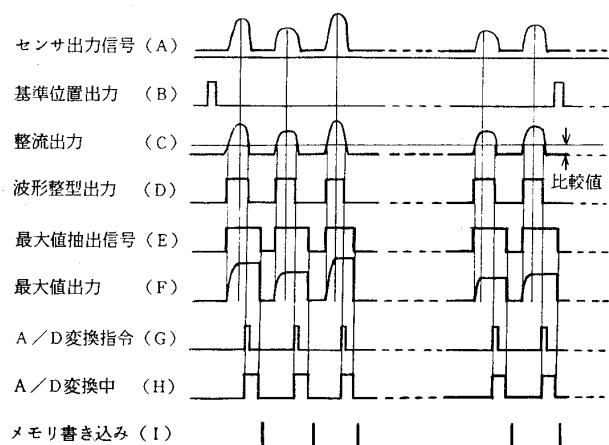 センサ出力信号 (A)
基準位置出力 (B)
整流出力 (C)
比較値
波形整型出力 (D)
最大値抽出信号 (E)
最大値出力 (F)
A/D変換指令 (G)
A/D変換中 (H)
メモリ書き込み (I)